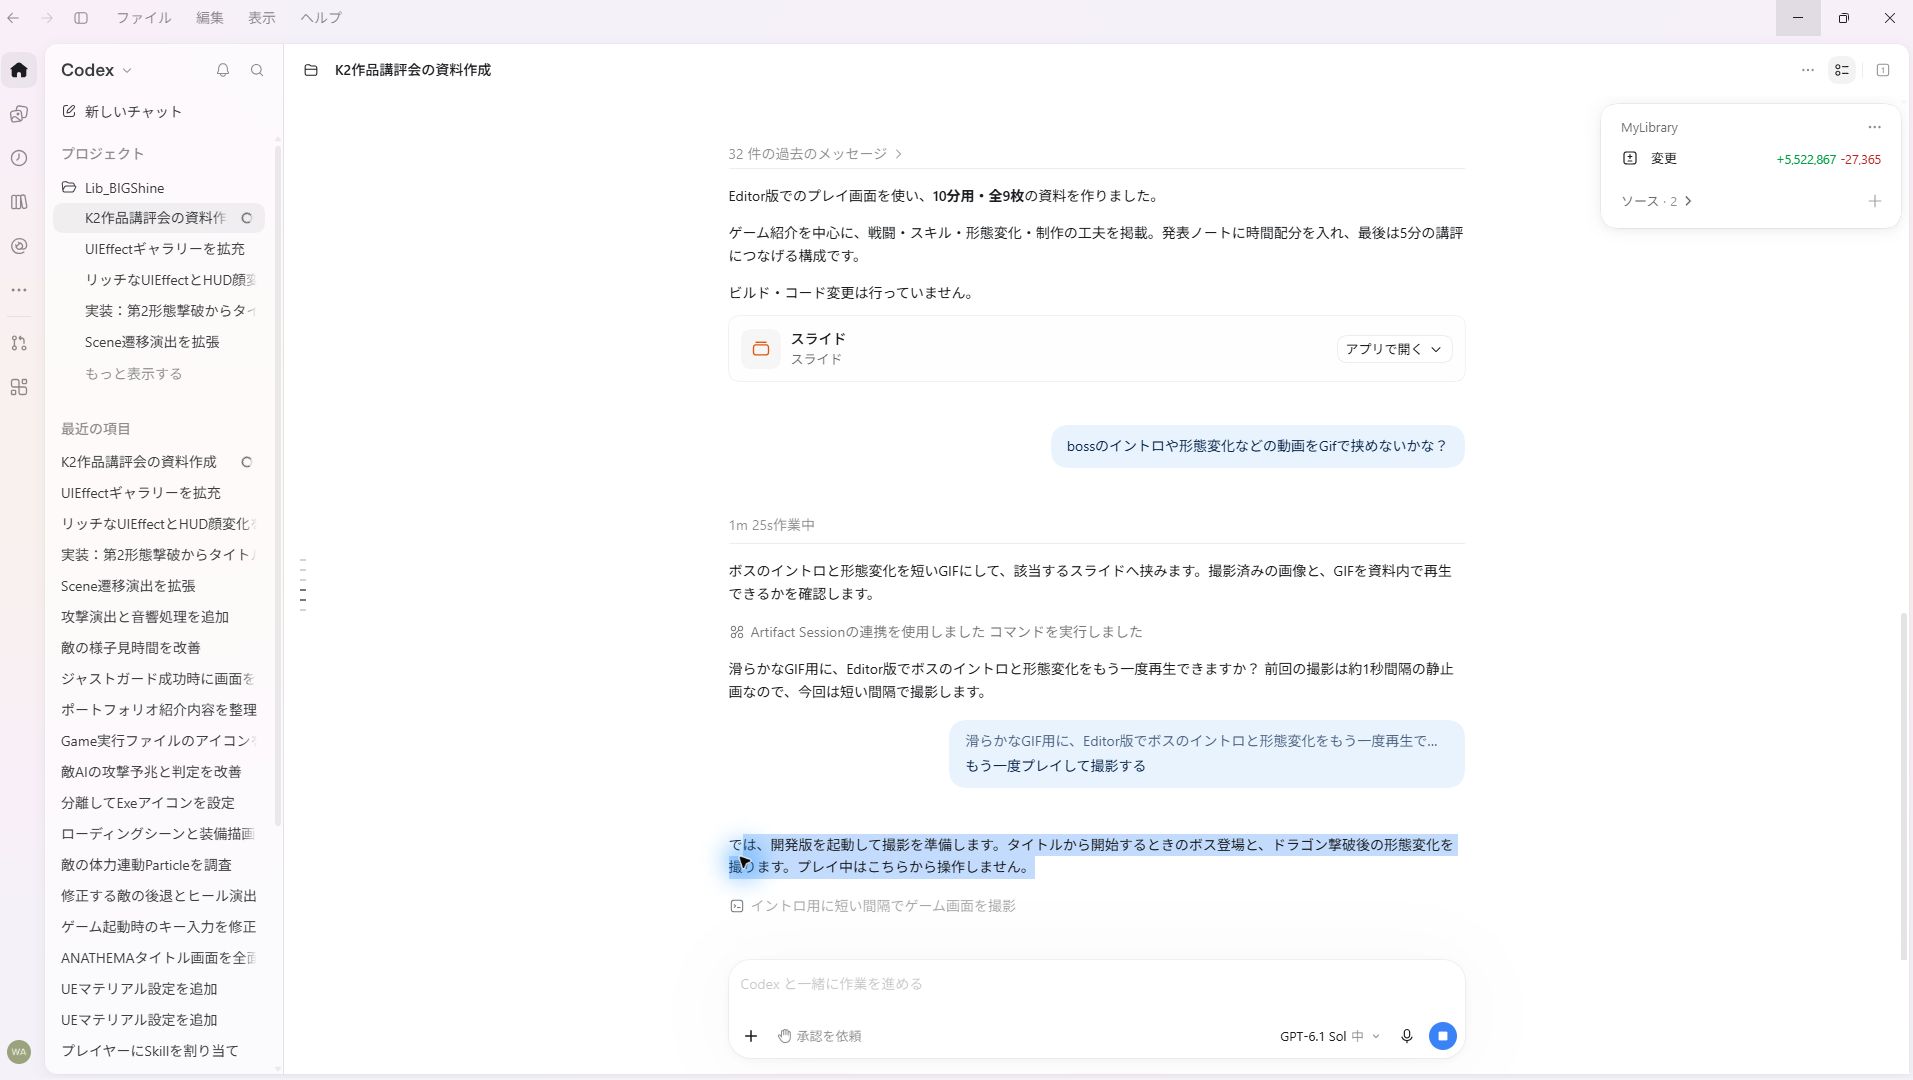 ファイル 編集 表示 ヘルプ
Codex
新しいチャット
プロジェクト
Lib_BIGShine
K2作品講評会の資料作
UIEffectギャラリーを拡充
リッチなUIEffectとHUD顔変
実装：第2形態撃破からタイ
Scene遷移演出を拡張
もっと表示する
最近の項目
K2作品講評会の資料作成
UIEffectギャラリーを拡充
リッチなUIEffectとHUD顔変化を
実装：第2形態撃破からタイトル
Scene遷移演出を拡張
攻撃演出と音響処理を追加
敵の様子見時間を改善
ジャストガード成功時に画面を
ポートフォリオ紹介内容を整理
Game実行ファイルのアイコンを
敵AIの攻撃予兆と判定を改善
分離してExeアイコンを設定
ローディングシーンと装備描画
敵の体力連動Particleを調査
修正する敵の後退とヒール演出
ゲーム起動時のキー入力を修正
ANATHEMAタイトル画面を全面
UEマテリアル設定を追加
UEマテリアル設定を追加
プレイヤーにSkillを割り当て
WA
K2作品講評会の資料作成
1
MyLibrary
変更 +5,522,867 -27,365
ソース · 2
32 件の過去のメッセージ
Editor版でのプレイ画面を使い、10分用・全9枚の資料を作りました。
ゲーム紹介を中心に、戦闘・スキル・形態変化・制作の工夫を掲載。発表ノートに時間配分を入れ、最後は5分の講評
につなげる構成です。
ビルド・コード変更は行っていません。
スライド
スライド
アプリで開く
bossのイントロや形態変化などの動画をGifで挟めないかな？
1m 25s作業中
ボスのイントロと形態変化を短いGIFにして、該当するスライドへ挟みます。撮影済みの画像と、GIFを資料内で再生
できるかを確認します。
Artifact Sessionの連携を使用しました コマンドを実行しました
滑らかなGIF用に、Editor版でボスのイントロと形態変化をもう一度再生できますか？ 前回の撮影は約1秒間隔の静止
画なので、今回は短い間隔で撮影します。
滑らかなGIF用に、Editor版でボスのイントロと形態変化をもう一度再生で...
もう一度プレイして撮影する
では、開発版を起動して撮影を準備します。タイトルから開始するときのボス登場と、ドラゴン撃破後の形態変化を
撮ります。プレイ中はこちらから操作しません。
イントロ用に短い間隔でゲーム画面を撮影
Codex と一緒に作業を進める
承認を依頼
GPT-6.1 Sol 中